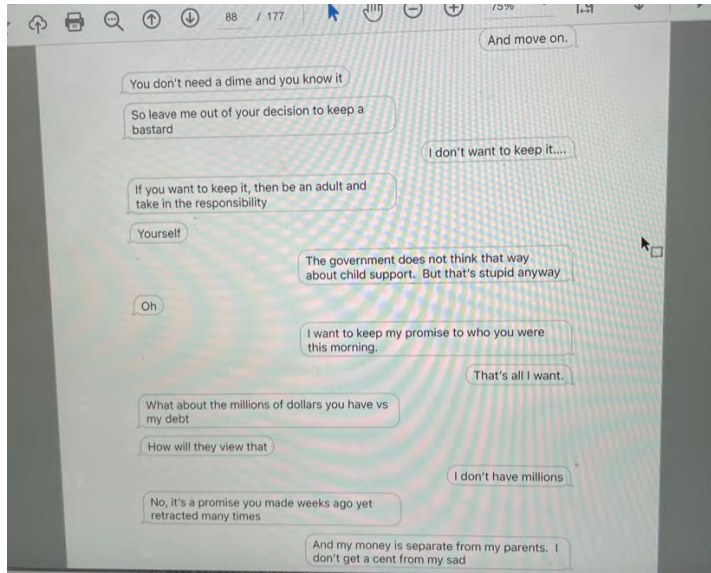 88 / 177
75%
And move on.
You don't need a dime and you know it
So leave me out of your decision to keep a
bastard
I don't want to keep it....
If you want to keep it, then be an adult and
take in the responsibility
Yourself
The government does not think that way
about child support. But that's stupid anyway
Oh
I want to keep my promise to who you were
this morning.
That's all I want.
What about the millions of dollars you have vs
my debt
How will they view that
I don't have millions
No, it's a promise you made weeks ago yet
retracted many times
And my money is separate from my parents. I
don't get a cent from my sad